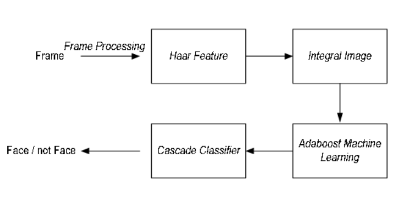 Frame
Frame Processing
Haar Feature
Integral Image
Adaboost Machine
Learning
Cascade Classifier
Face / not Face